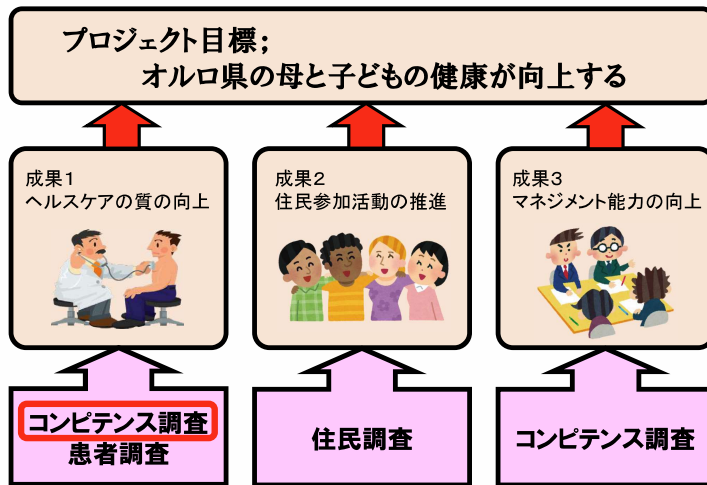 プロジェクト目標;
オルロ県の母と子どもの健康が向上する
成果1
ヘルスケアの質の向上
成果2
住民参加活動の推進
成果3
マネジメント能力の向上
コンピテンス調査
患者調査
住民調査
コンピテンス調査